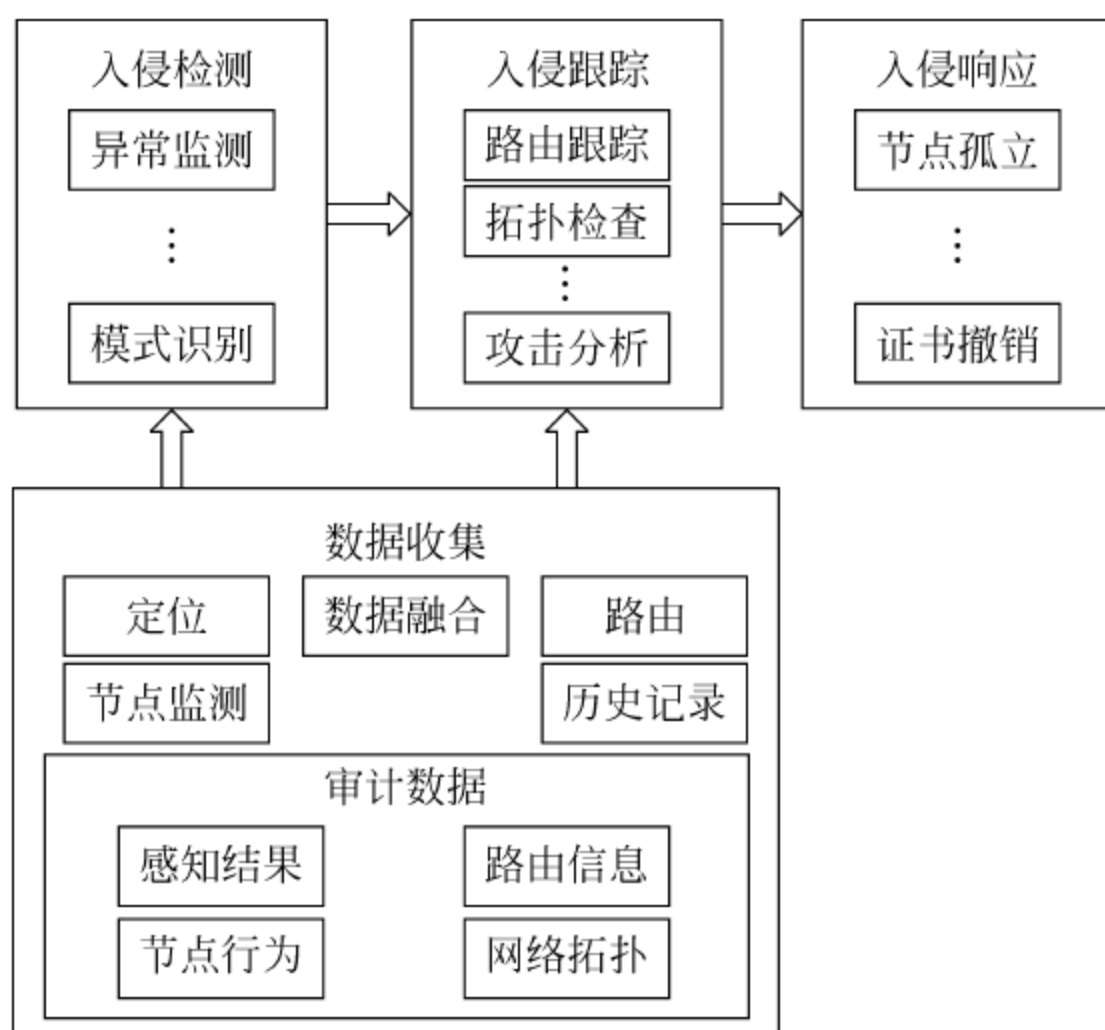 入侵检测
异常监测
⋮
模式识别
入侵跟踪
路由跟踪
拓扑检查
⋮
攻击分析
入侵响应
节点孤立
⋮
证书撤销
数据收集
定位
数据融合
路由
节点监测
历史记录
审计数据
感知结果
路由信息
节点行为
网络拓扑